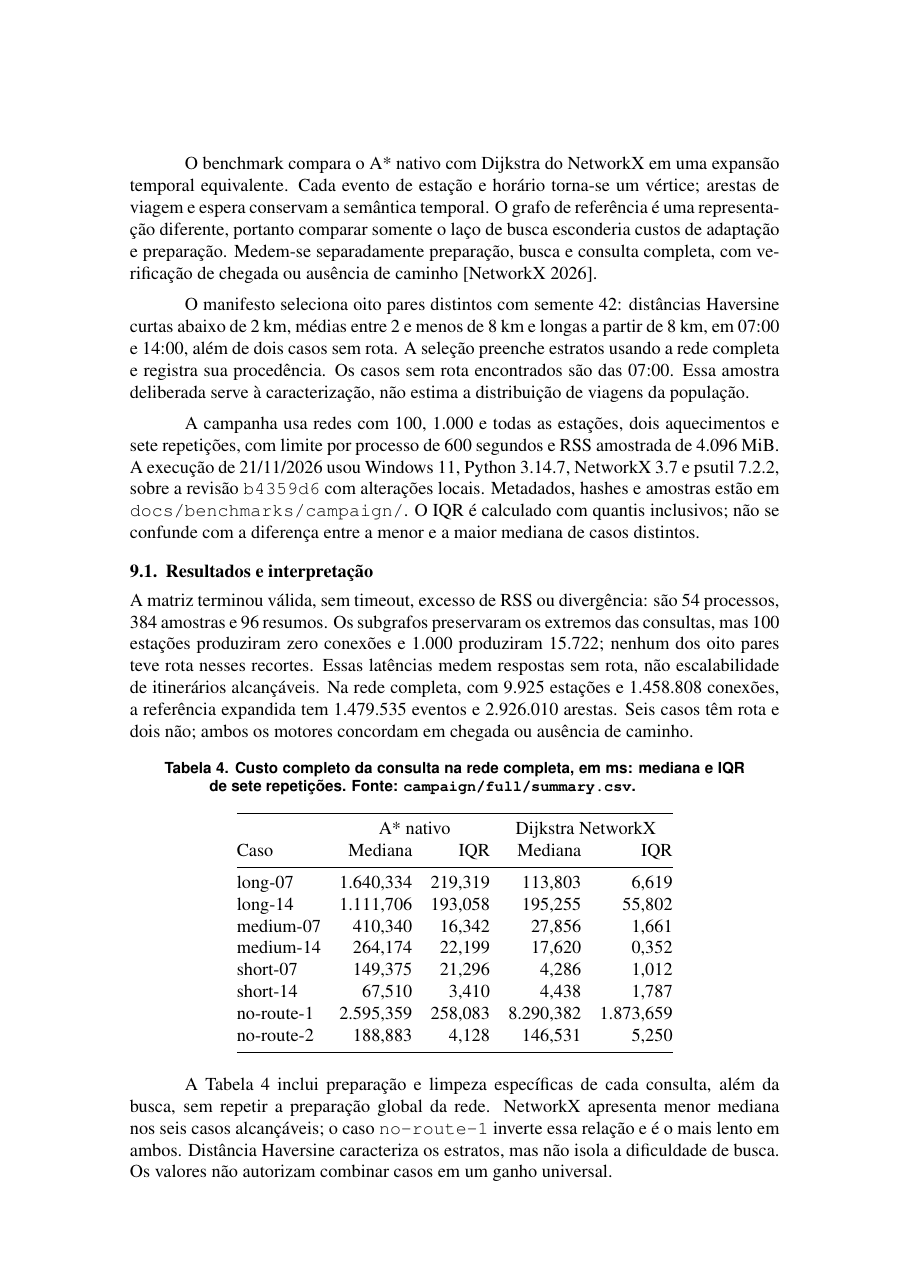 O benchmark compara o A* nativo com Dijkstra do NetworkX em uma expansão
temporal equivalente. Cada evento de estação e horário torna-se um vértice; arestas de
viagem e espera conservam a semântica temporal. O grafo de referência é uma representa-
ção diferente, portanto comparar somente o laço de busca esconderia custos de adaptação
e preparação. Medem-se separadamente preparação, busca e consulta completa, com ve-
rificação de chegada ou ausência de caminho [NetworkX 2026].
O manifesto seleciona oito pares distintos com semente 42: distâncias Haversine
curtas abaixo de 2 km, médias entre 2 e menos de 8 km e longas a partir de 8 km, em 07:00
e 14:00, além de dois casos sem rota. A seleção preenche estratos usando a rede completa
e registra sua procedência. Os casos sem rota encontrados são das 07:00. Essa amostra
deliberada serve à caracterização, não estima a distribuição de viagens da população.
A campanha usa redes com 100, 1.000 e todas as estações, dois aquecimentos e
sete repetições, com limite por processo de 600 segundos e RSS amostrada de 4.096 MiB.
A execução de 21/11/2026 usou Windows 11, Python 3.14.7, NetworkX 3.7 e psutil 7.2.2,
sobre a revisão b4359d6 com alterações locais. Metadados, hashes e amostras estão em
docs/benchmarks/campaign/. O IQR é calculado com quantis inclusivos; não se
confunde com a diferença entre a menor e a maior mediana de casos distintos.
9.1. Resultados e interpretação
A matriz terminou válida, sem timeout, excesso de RSS ou divergência: são 54 processos,
384 amostras e 96 resumos. Os subgrafos preservaram os extremos das consultas, mas 100
estações produziram zero conexões e 1.000 produziram 15.722; nenhum dos oito pares
teve rota nesses recortes. Essas latências medem respostas sem rota, não escalabilidade
de itinerários alcançáveis. Na rede completa, com 9.925 estações e 1.458.808 conexões,
a referência expandida tem 1.479.535 eventos e 2.926.010 arestas. Seis casos têm rota e
dois não; ambos os motores concordam em chegada ou ausência de caminho.
Tabela 4. Custo completo da consulta na rede completa, em ms: mediana e IQR
de sete repetições. Fonte: campaign/full/summary.csv.
A* nativo Dijkstra NetworkX
Caso Mediana IQR Mediana IQR
long-07 1.640,334 219,319 113,803 6,619
long-14 1.111,706 193,058 195,255 55,802
medium-07 410,340 16,342 27,856 1,661
medium-14 264,174 22,199 17,620 0,352
short-07 149,375 21,296 4,286 1,012
short-14 67,510 3,410 4,438 1,787
no-route-1 2.595,359 258,083 8.290,382 1.873,659
no-route-2 188,883 4,128 146,531 5,250
A Tabela 4 inclui preparação e limpeza específicas de cada consulta, além da
busca, sem repetir a preparação global da rede. NetworkX apresenta menor mediana
nos seis casos alcançáveis; o caso no-route-1 inverte essa relação e é o mais lento em
ambos. Distância Haversine caracteriza os estratos, mas não isola a dificuldade de busca.
Os valores não autorizam combinar casos em um ganho universal.